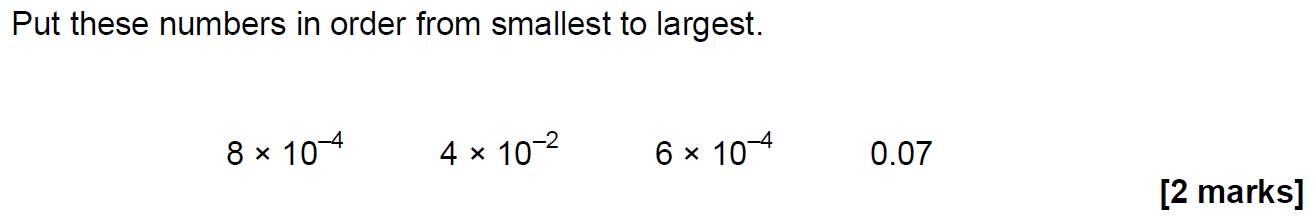 Put these numbers in order from smallest to largest.
8 × 10⁻⁴ 4 × 10⁻² 6 × 10⁻⁴ 0.07
[2 marks]